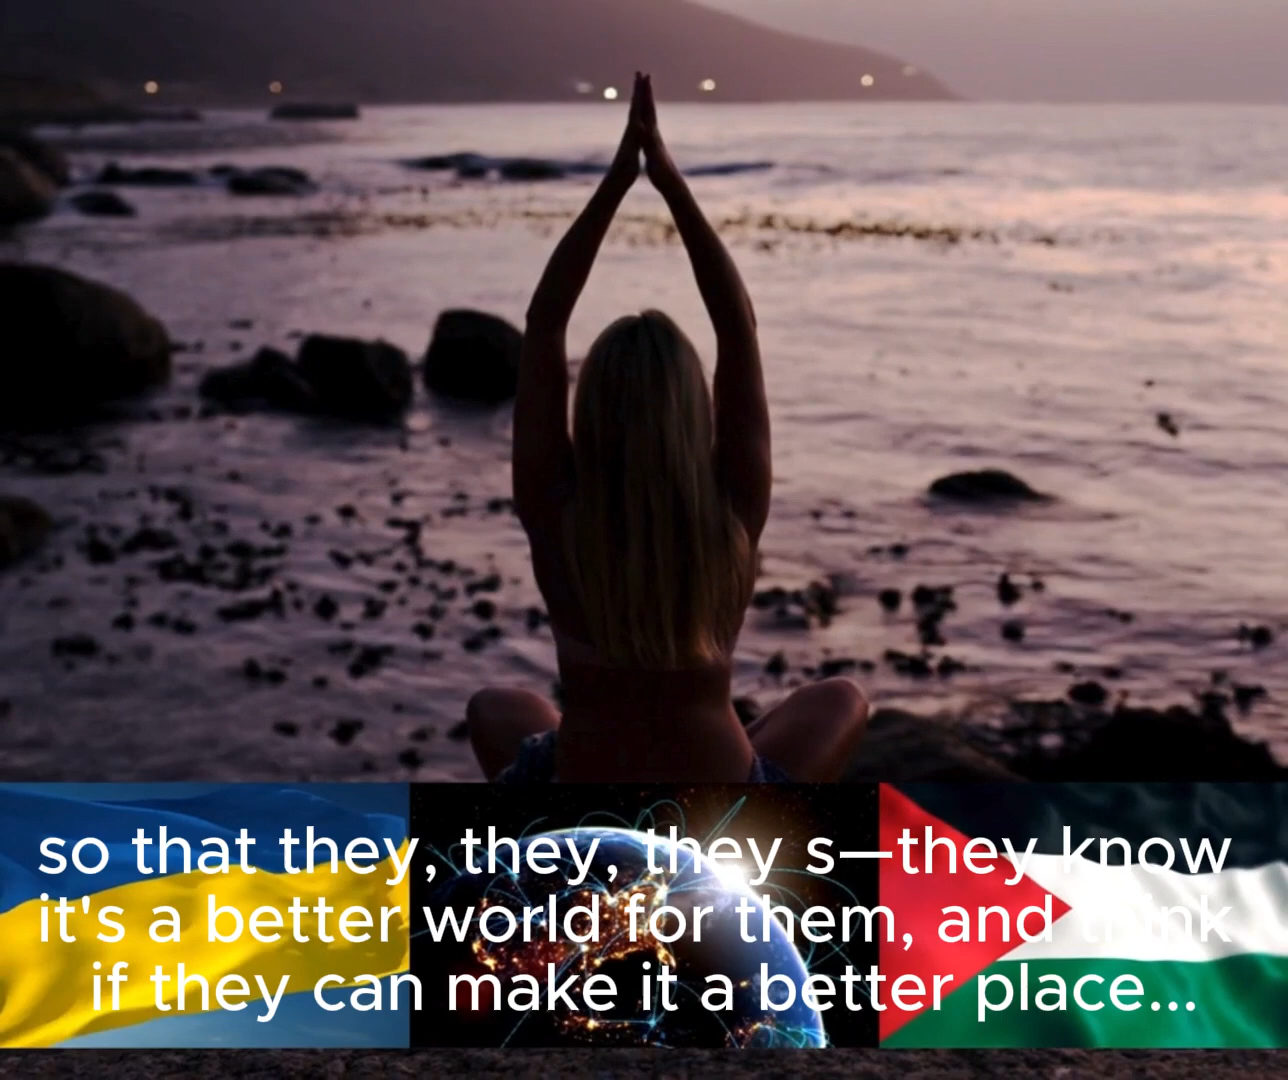 so that they, they, they s—they know
it's a better world for them, and think
if they can make it a better place...